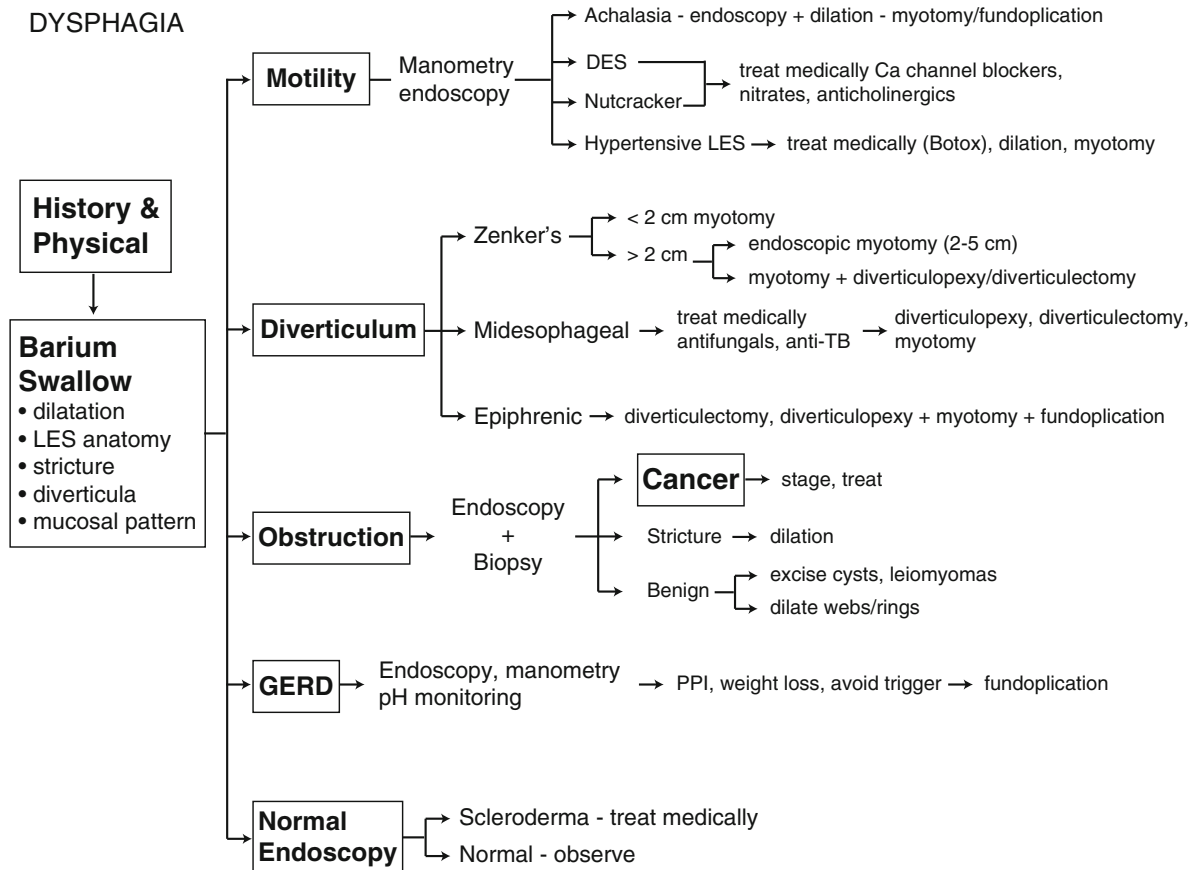 DYSPHAGIA
History &
Physical
Barium
Swallow
• dilatation
• LES anatomy
• stricture
• diverticula
• mucosal pattern
Motility
Manometry
endoscopy
Achalasia - endoscopy + dilation - myotomy/fundoplication
DES
Nutcracker
treat medically Ca channel blockers,
nitrates, anticholinergics
Hypertensive LES
treat medically (Botox), dilation, myotomy
Diverticulum
Zenker's
< 2 cm myotomy
> 2 cm
endoscopic myotomy (2-5 cm)
myotomy + diverticulopexy/diverticulectomy
Midesophageal
treat medically
antifungals, anti-TB
diverticulopexy, diverticulectomy,
myotomy
Epiphrenic
diverticulectomy, diverticulopexy + myotomy + fundoplication
Obstruction
Endoscopy
+
Biopsy
Cancer
stage, treat
Stricture
dilation
Benign
excise cysts, leiomyomas
dilate webs/rings
GERD
Endoscopy, manometry
pH monitoring
PPI, weight loss, avoid trigger
fundoplication
Normal
Endoscopy
Scleroderma - treat medically
Normal - observe